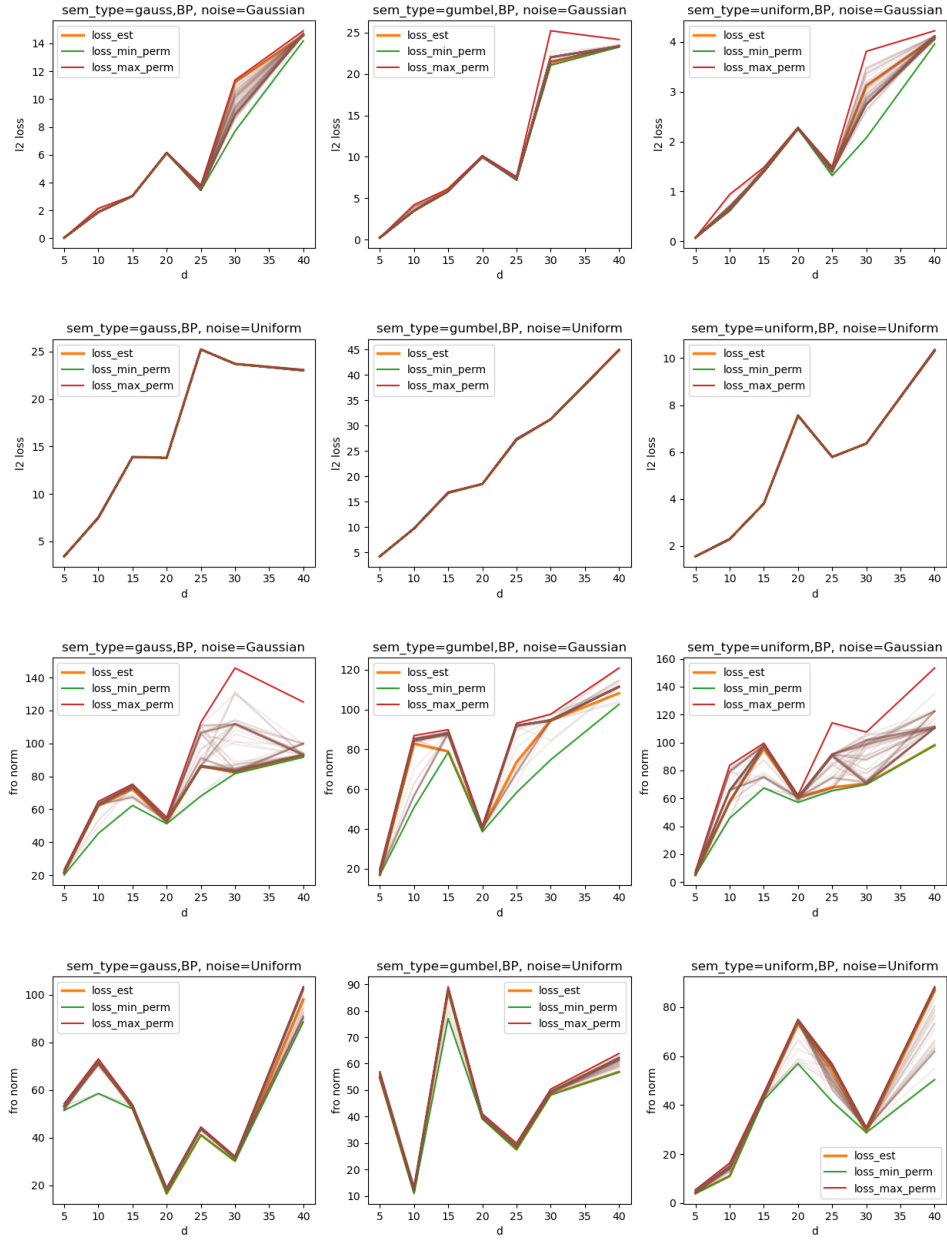 sem_type=gauss,BP, noise=Gaussian
loss_est
loss_min_perm
loss_max_perm
l2 loss
14
12
10
8
6
4
2
0
5 10 15 20 25 30 35 40
d
sem_type=gumbel,BP, noise=Gaussian
loss_est
loss_min_perm
loss_max_perm
l2 loss
25
20
15
10
5
0
5 10 15 20 25 30 35 40
d
sem_type=uniform,BP, noise=Gaussian
loss_est
loss_min_perm
loss_max_perm
l2 loss
4
3
2
1
0
5 10 15 20 25 30 35 40
d
sem_type=gauss,BP, noise=Uniform
loss_est
loss_min_perm
loss_max_perm
l2 loss
25
20
15
10
5
5 10 15 20 25 30 35 40
d
sem_type=gumbel,BP, noise=Uniform
loss_est
loss_min_perm
loss_max_perm
l2 loss
45
40
35
30
25
20
15
10
5
5 10 15 20 25 30 35 40
d
sem_type=uniform,BP, noise=Uniform
loss_est
loss_min_perm
loss_max_perm
l2 loss
10
8
6
4
2
5 10 15 20 25 30 35 40
d
sem_type=gauss,BP, noise=Gaussian
loss_est
loss_min_perm
loss_max_perm
fro norm
140
120
100
80
60
40
20
5 10 15 20 25 30 35 40
d
sem_type=gumbel,BP, noise=Gaussian
loss_est
loss_min_perm
loss_max_perm
fro norm
120
100
80
60
40
20
5 10 15 20 25 30 35 40
d
sem_type=uniform,BP, noise=Gaussian
loss_est
loss_min_perm
loss_max_perm
fro norm
160
140
120
100
80
60
40
20
0
5 10 15 20 25 30 35 40
d
sem_type=gauss,BP, noise=Uniform
loss_est
loss_min_perm
loss_max_perm
fro norm
100
80
60
40
20
5 10 15 20 25 30 35 40
d
sem_type=gumbel,BP, noise=Uniform
loss_est
loss_min_perm
loss_max_perm
fro norm
90
80
70
60
50
40
30
20
10
5 10 15 20 25 30 35 40
d
sem_type=uniform,BP, noise=Uniform
loss_est
loss_min_perm
loss_max_perm
fro norm
80
60
40
20
0
5 10 15 20 25 30 35 40
d